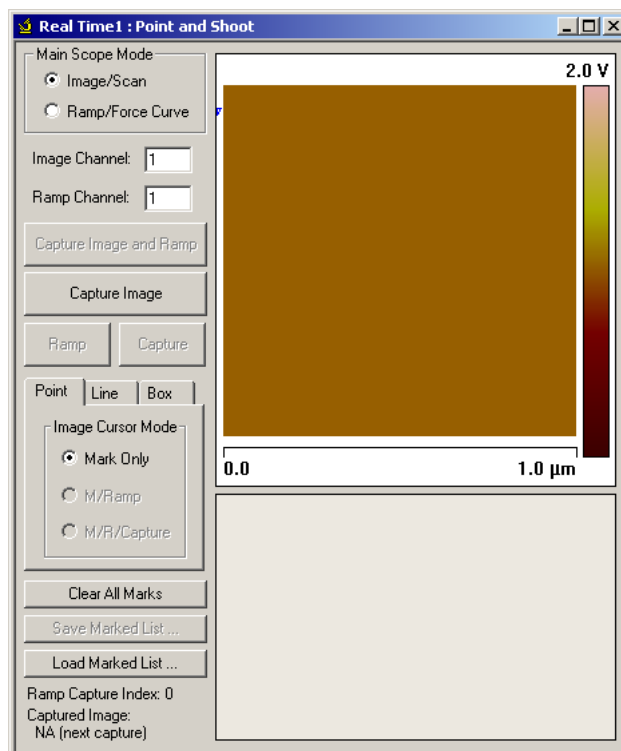 Real Time1 : Point and Shoot
Main Scope Mode
Image/Scan
Ramp/Force Curve
Image Channel: 1
Ramp Channel: 1
Capture Image and Ramp
Capture Image
Ramp Capture
Point Line Box
Image Cursor Mode
Mark Only
M/Ramp
M/R/Capture
Clear All Marks
Save Marked List ...
Load Marked List ...
Ramp Capture Index: 0
Captured Image:
NA (next capture)
2.0 V
0.0 1.0 µm